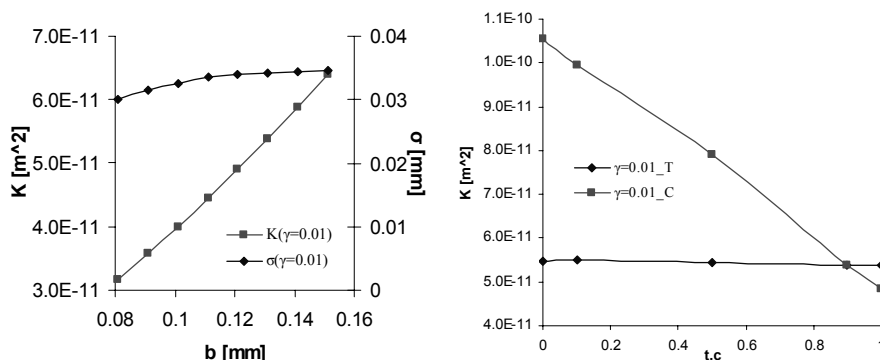 7.0E-11
6.0E-11
5.0E-11
4.0E-11
3.0E-11
K [m^2]
0.04
0.03
0.02
0.01
0
σ [mm]
K(γ=0.01)
σ(γ=0.01)
0.08
0.1
0.12
0.14
0.16
b [mm]
1.1E-10
1.0E-10
9.0E-11
8.0E-11
7.0E-11
6.0E-11
5.0E-11
4.0E-11
K [m^2]
γ=0.01_T
γ=0.01_C
0
0.2
0.4
0.6
0.8
t,c